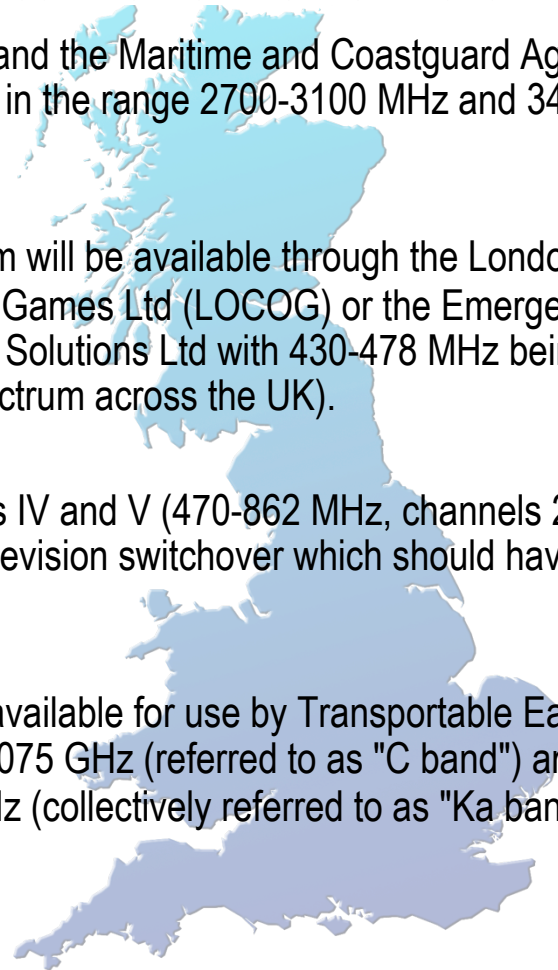 and the Maritime and Coastguard Ag
in the range 2700-3100 MHz and 34
m will be available through the Londo
Games Ltd (LOCOG) or the Emerge
Solutions Ltd with 430-478 MHz bei
ctrum across the UK).
s IV and V (470-862 MHz, channels 2
evision switchover which should hav
available for use by Transportable Ea
075 GHz (referred to as "C band") a
Iz (collectively referred to as "Ka ban